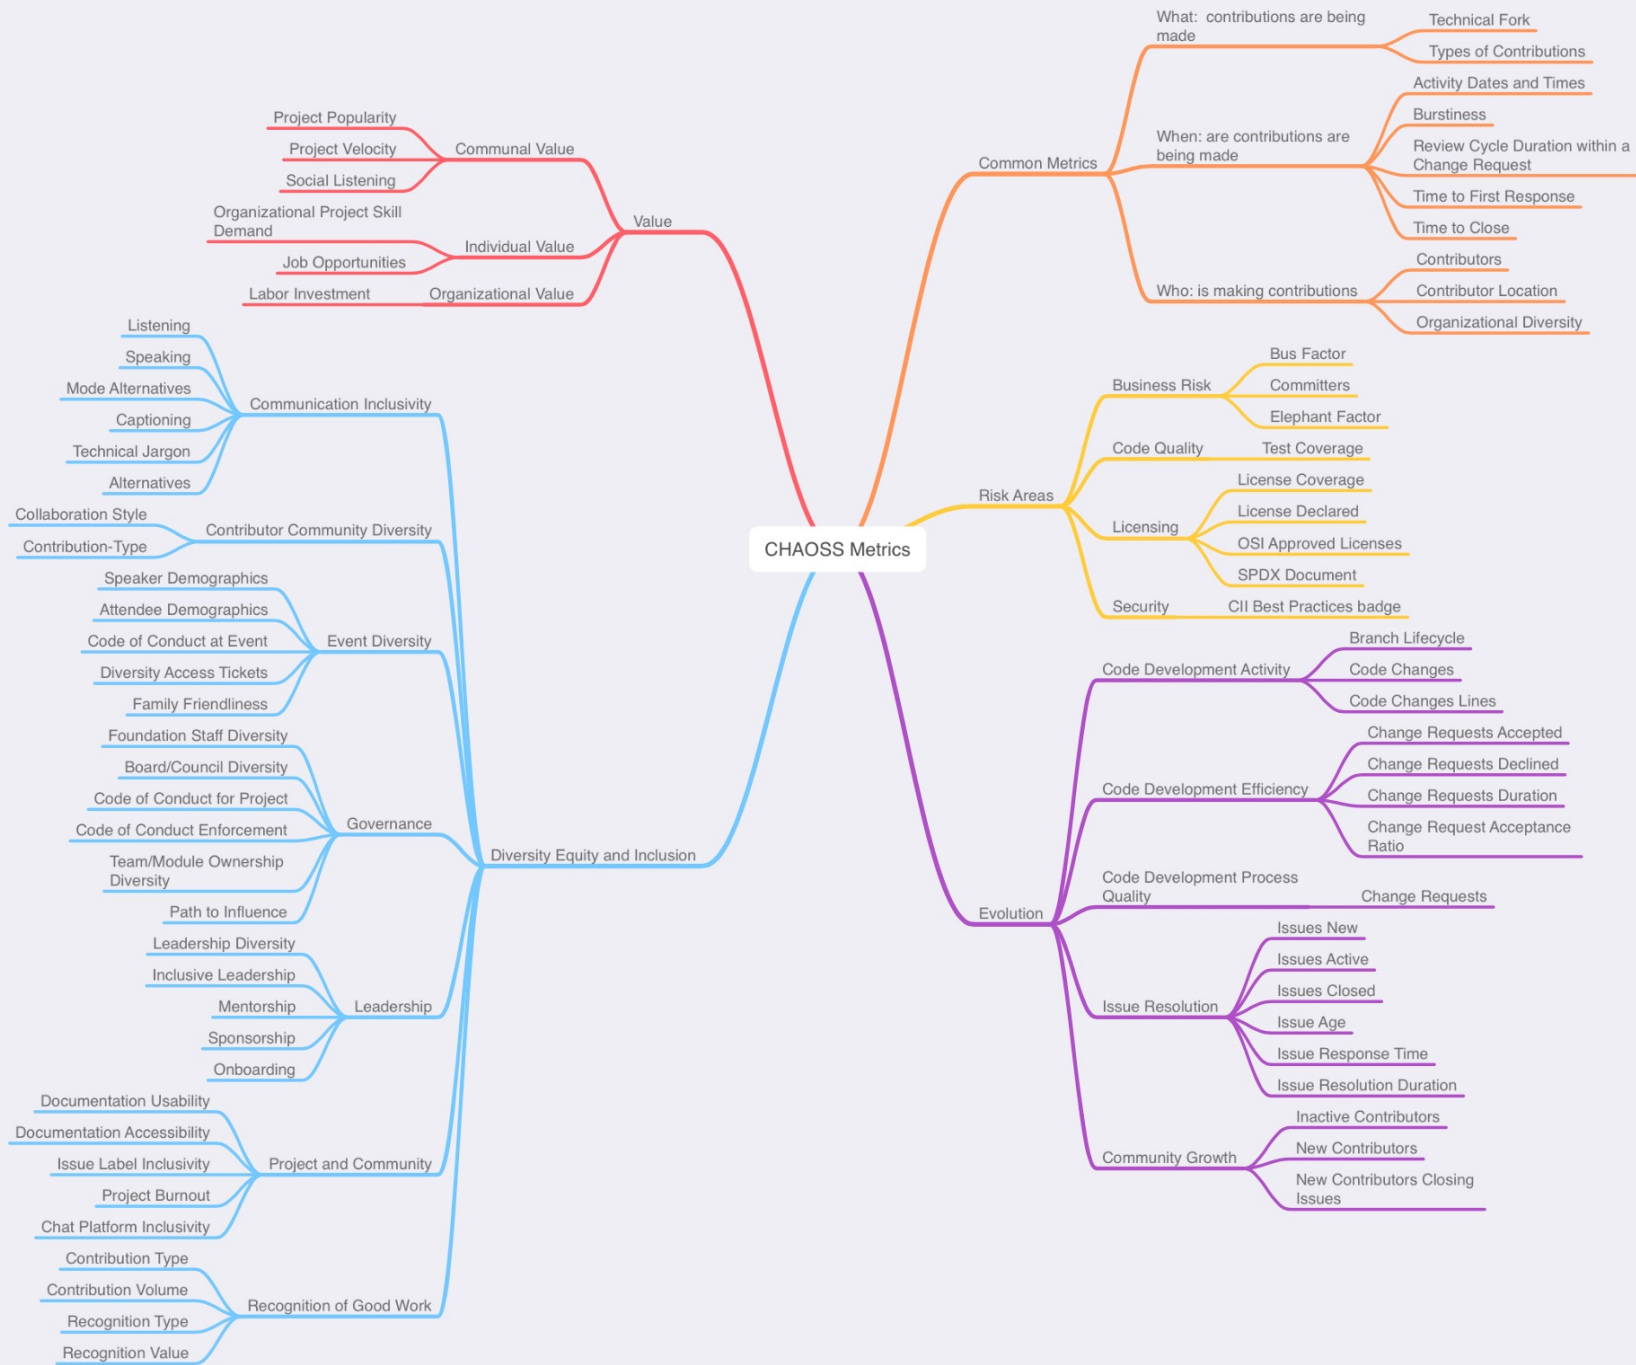 CHAOSS Metrics
Common Metrics
What:  contributions are being
made
Technical Fork
Types of Contributions
When: are contributions are
being made
Activity Dates and Times
Burstiness
Review Cycle Duration within a
Change Request
Time to First Response
Time to Close
Who: is making contributions
Contributors
Contributor Location
Organizational Diversity
Risk Areas
Business Risk
Bus Factor
Committers
Elephant Factor
Code Quality
Test Coverage
Licensing
License Coverage
License Declared
OSI Approved Licenses
SPDX Document
Security
CII Best Practices badge
Evolution
Code Development Activity
Branch Lifecycle
Code Changes
Code Changes Lines
Code Development Efficiency
Change Requests Accepted
Change Requests Declined
Change Requests Duration
Change Request Acceptance
Ratio
Code Development Process
Quality
Change Requests
Issue Resolution
Issues New
Issues Active
Issues Closed
Issue Age
Issue Response Time
Issue Resolution Duration
Community Growth
Inactive Contributors
New Contributors
New Contributors Closing
Issues
Value
Communal Value
Project Popularity
Project Velocity
Social Listening
Individual Value
Organizational Project Skill
Demand
Job Opportunities
Organizational Value
Labor Investment
Diversity Equity and Inclusion
Communication Inclusivity
Listening
Speaking
Mode Alternatives
Captioning
Technical Jargon
Alternatives
Contributor Community Diversity
Collaboration Style
Contribution-Type
Event Diversity
Speaker Demographics
Attendee Demographics
Code of Conduct at Event
Diversity Access Tickets
Family Friendliness
Governance
Foundation Staff Diversity
Board/Council Diversity
Code of Conduct for Project
Code of Conduct Enforcement
Team/Module Ownership
Diversity
Path to Influence
Leadership
Leadership Diversity
Inclusive Leadership
Mentorship
Sponsorship
Onboarding
Project and Community
Documentation Usability
Documentation Accessibility
Issue Label Inclusivity
Project Burnout
Chat Platform Inclusivity
Recognition of Good Work
Contribution Type
Contribution Volume
Recognition Type
Recognition Value